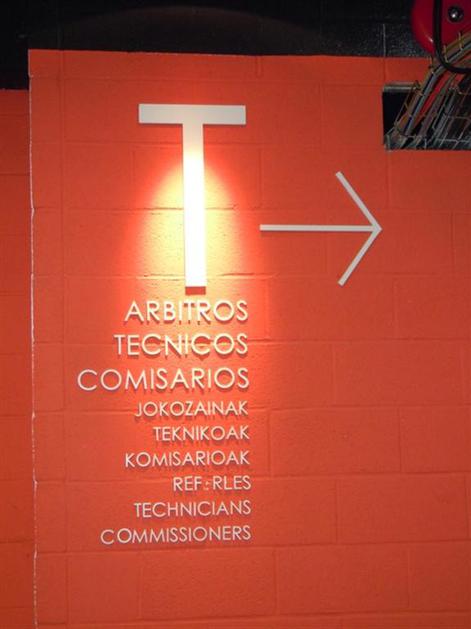 T
ARBITROS
TECNICOS
COMISARIOS
JOKOZAINAK
TEKNIKOAK
KOMISARIOAK
TECHNICIANS
COMMISSIONERS